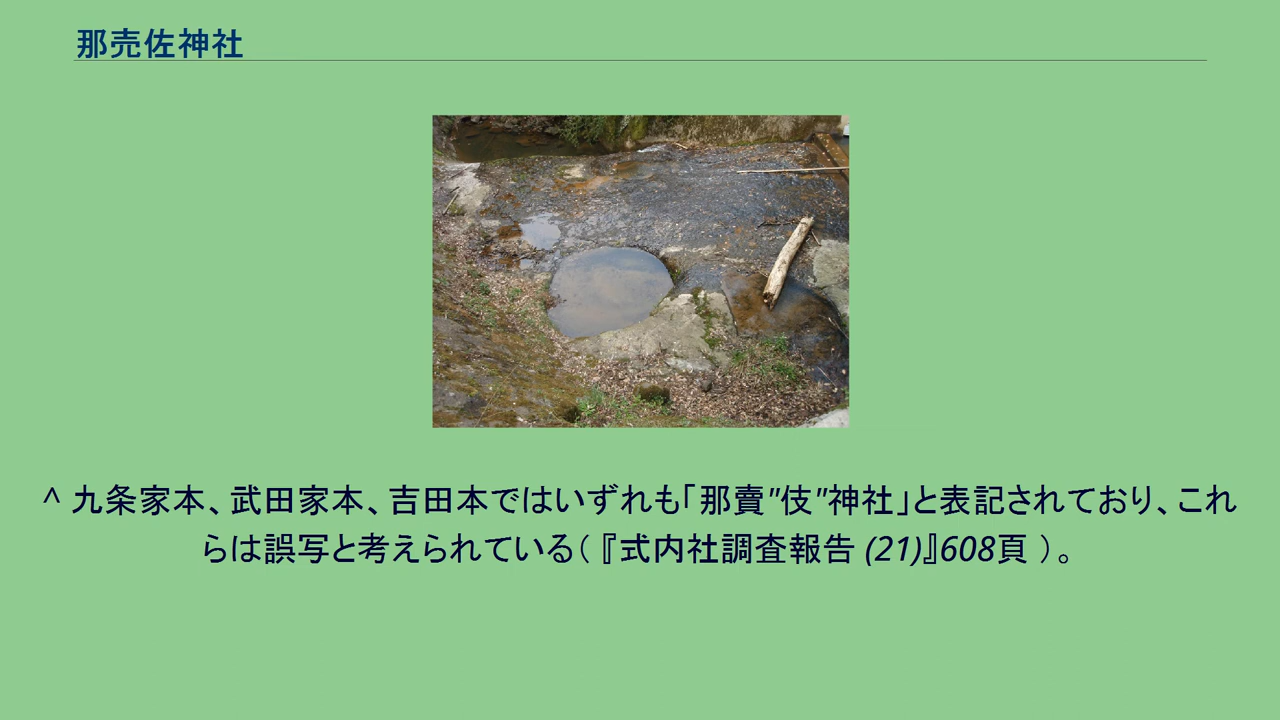 那売佐神社
^ 九条家本、武田家本、吉田本ではいずれも「那賣"伎"神社」と表記されており、これ
らは誤写と考えられている( 『式内社調査報告 (21)』608頁 )。